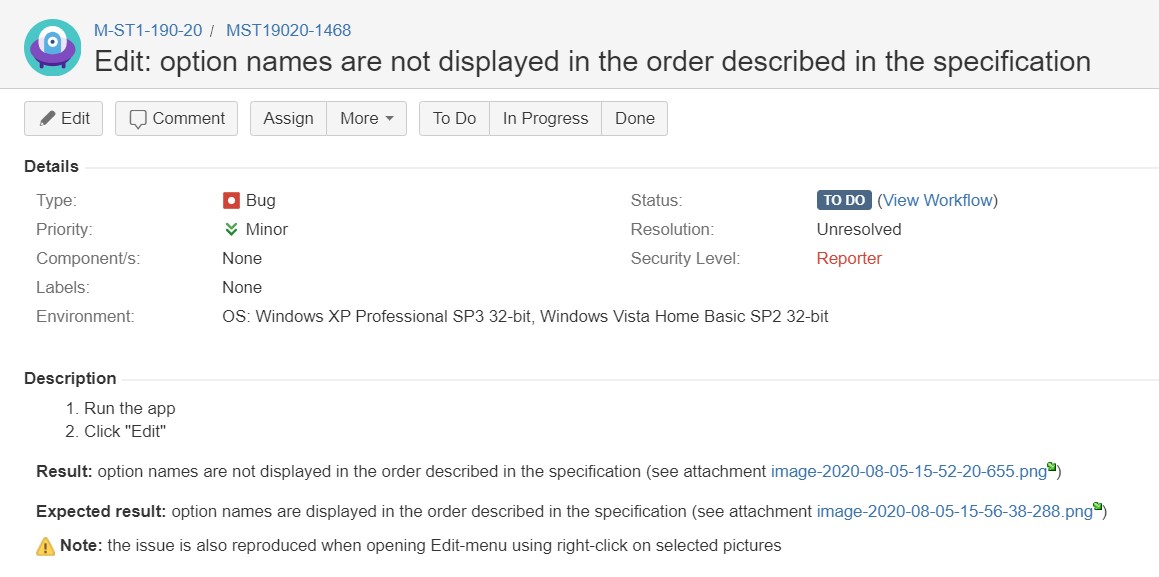 M-ST1-190-20 / MST19020-1468
Edit: option names are not displayed in the order described in the specification
Edit Comment Assign More To Do In Progress Done
Details
Type: Bug Status: TO DO (View Workflow)
Priority: Minor Resolution: Unresolved
Component/s: None Security Level: Reporter
Labels: None
Environment: OS: Windows XP Professional SP3 32-bit, Windows Vista Home Basic SP2 32-bit
Description
1. Run the app
2. Click "Edit"
Result: option names are not displayed in the order described in the specification (see attachment image-2020-08-05-15-52-20-655.png)
Expected result: option names are displayed in the order described in the specification (see attachment image-2020-08-05-15-56-38-288.png)
Note: the issue is also reproduced when opening Edit-menu using right-click on selected pictures